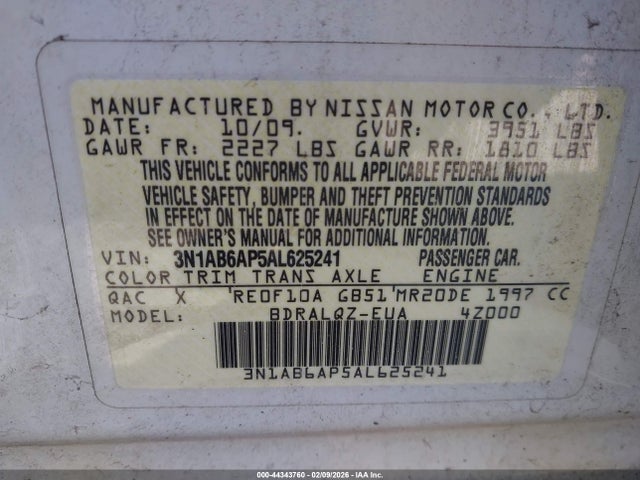 MANUFACTURED BY NISSAN MOTOR CO., LTD.
DATE: 10/09. GVWR: 3951 LBS
GAWR FR: 2227 LBS GAWR RR: 1810 LBS
THIS VEHICLE CONFORMS TO ALL APPLICABLE FEDERAL MOTOR
VEHICLE SAFETY, BUMPER AND THEFT PREVENTION STANDARDS
IN EFFECT ON THE DATE OF MANUFACTURE SHOWN ABOVE.
SEE OWNER'S MANUAL FOR ADDITIONAL INFORMATION.
VIN: 3N1AB6AP5AL625241 PASSENGER CAR.
COLOR TRIM TRANS AXLE ENGINE
QAC X RE0F10A GB51 MR20DE 1997 CC
MODEL: BDRALQZ-EUA 4Z000
3N1AB6AP5AL625241
000-44343760 - 02/09/2026 - IAA Inc.